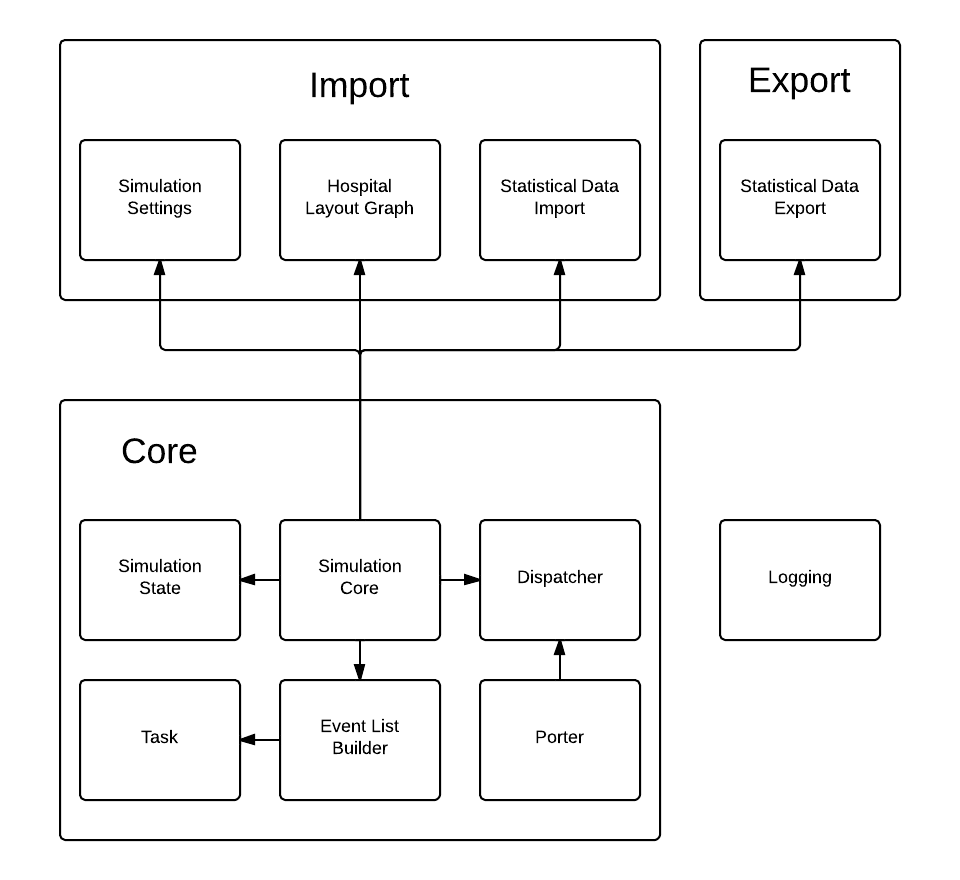 Import
Export
Simulation
Settings
Hospital
Layout Graph
Statistical Data
Import
Statistical Data
Export
Core
Simulation
State
Simulation
Core
Dispatcher
Logging
Task
Event List
Builder
Porter